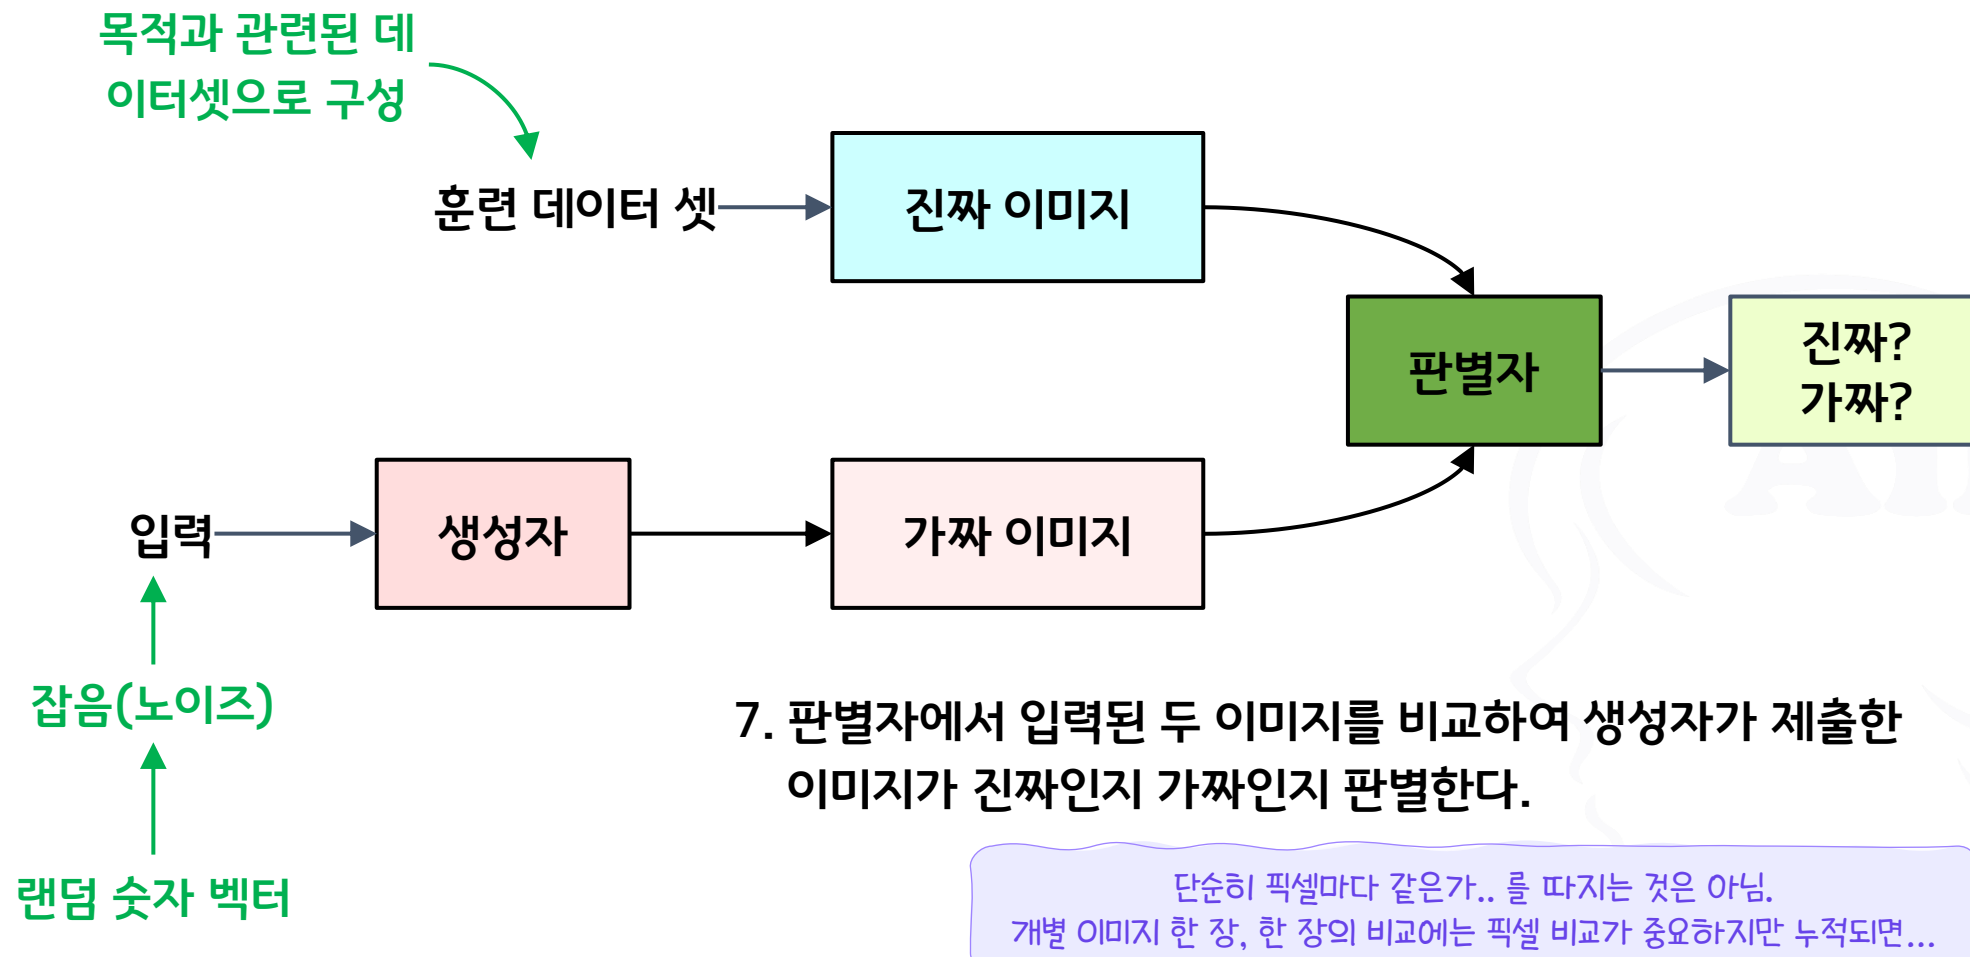 목적과 관련된 데
이터셋으로 구성
훈련 데이터 셋
진짜 이미지
판별자
진짜?
가짜?
입력
생성자
가짜 이미지
잡음(노이즈)
랜덤 숫자 벡터
7. 판별자에서 입력된 두 이미지를 비교하여 생성자가 제출한
이미지가 진짜인지 가짜인지 판별한다.
단순히 픽셀마다 같은가.. 를 따지는 것은 아님.
개별 이미지 한 장, 한 장의 비교에는 픽셀 비교가 중요하지만 누적되면...